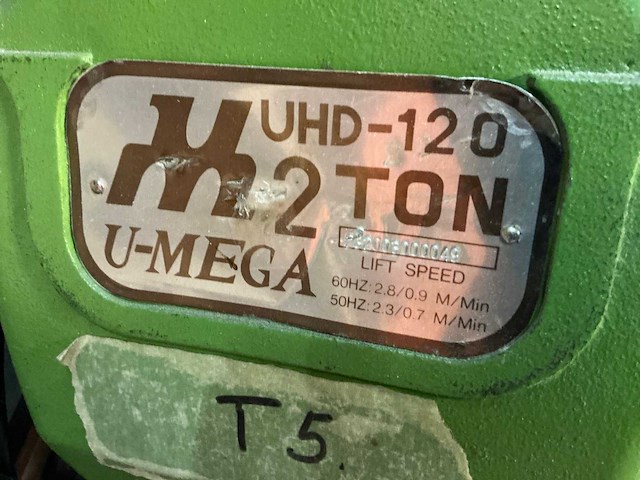 UHD-120
2 TON
U-MEGA
LIFT SPEED
60HZ: 2.8/0.9 M/Min
50HZ: 2.3/0.7 M/Min
T5